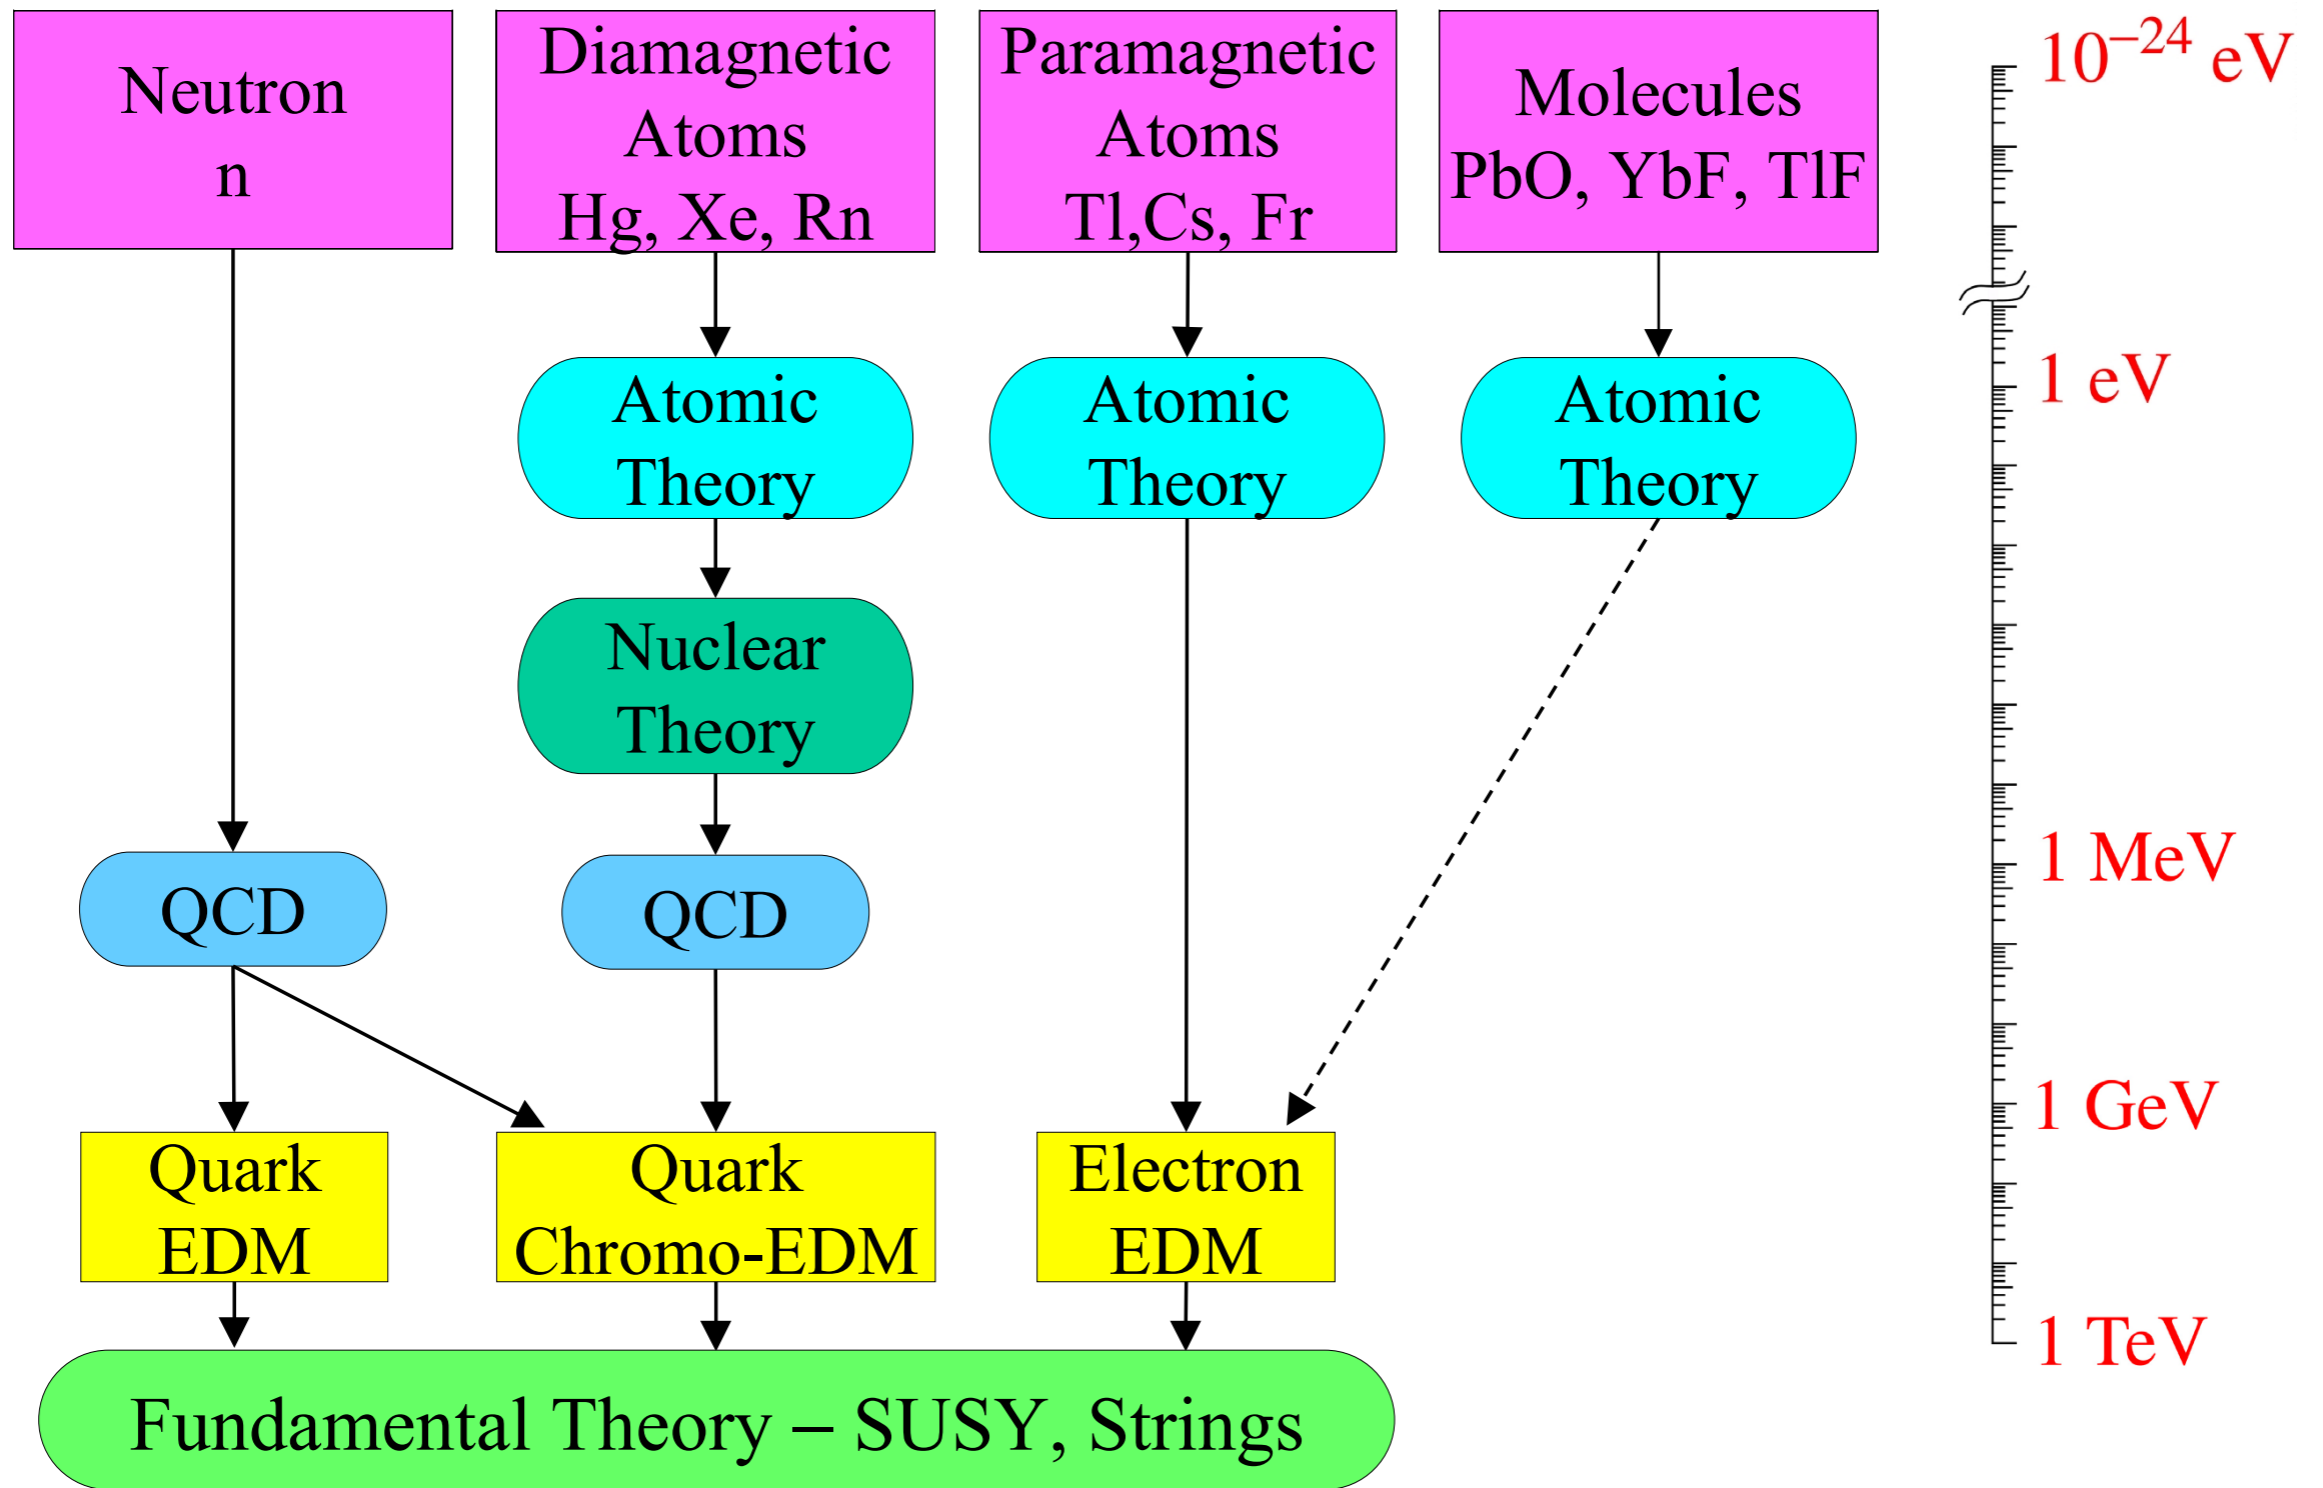 Neutron
n
Diamagnetic
Atoms
Hg, Xe, Rn
Paramagnetic
Atoms
Tl,Cs, Fr
Molecules
PbO, YbF, TlF
10⁻²⁴ eV
Atomic
Theory
Atomic
Theory
Atomic
Theory
1 eV
Nuclear
Theory
QCD
QCD
1 MeV
Quark
EDM
Quark
Chromo-EDM
Electron
EDM
1 GeV
Fundamental Theory – SUSY, Strings
1 TeV